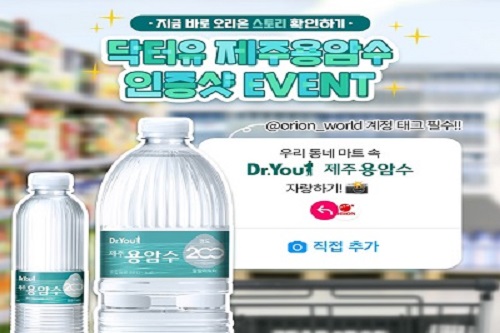 · 지금 바로 오리온 스토리 확인하기 ·
닥터유 제주용암수
인증샷 EVENT
@orion_world 계정 태그 필수!!
우리 동네 마트 속
Dr.You 제주용암수
자랑하기!
직접 추가
Dr.You
제주
용암수
200
용암수
200